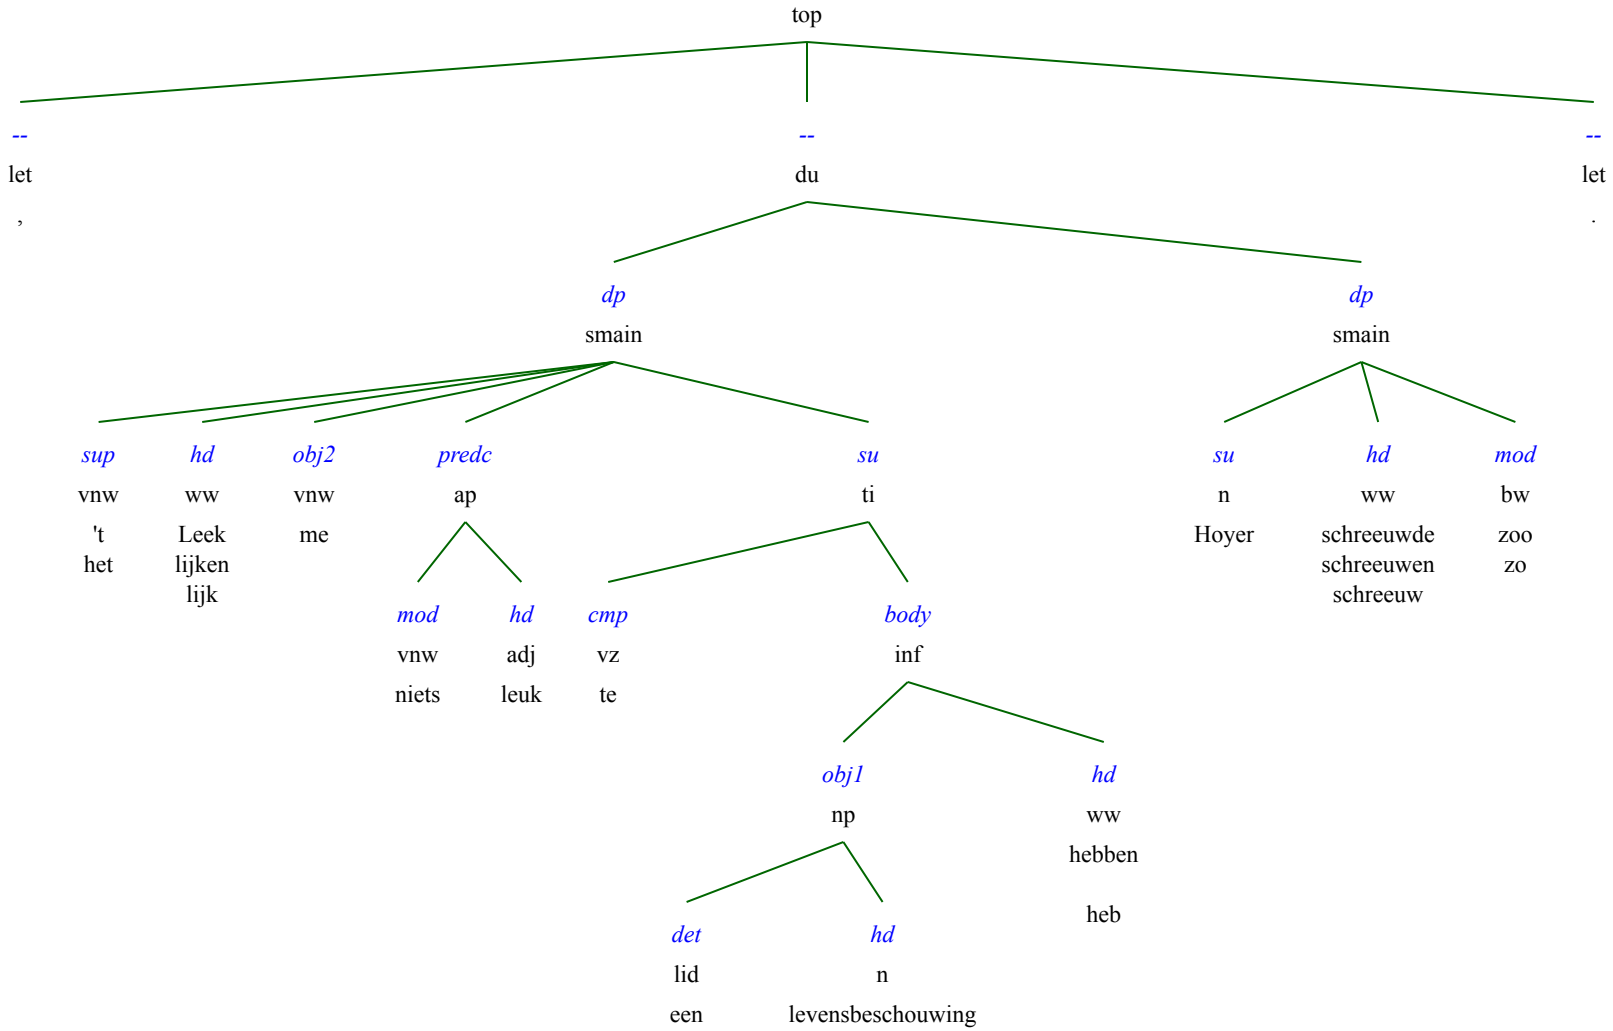 top
-- -- --
let du let
, .
dp dp
smain smain
sup hd obj2 predc su su hd mod
vnw ww vnw ap ti n ww bw
't Leek me Hoyer schreeuwde zoo
het lijken schreeuwen zo
lijk schreeuw
mod hd cmp body
vnw adj vz inf
niets leuk te
obj1 hd
np ww
hebben
heb
det hd
lid n
een levensbeschouwing